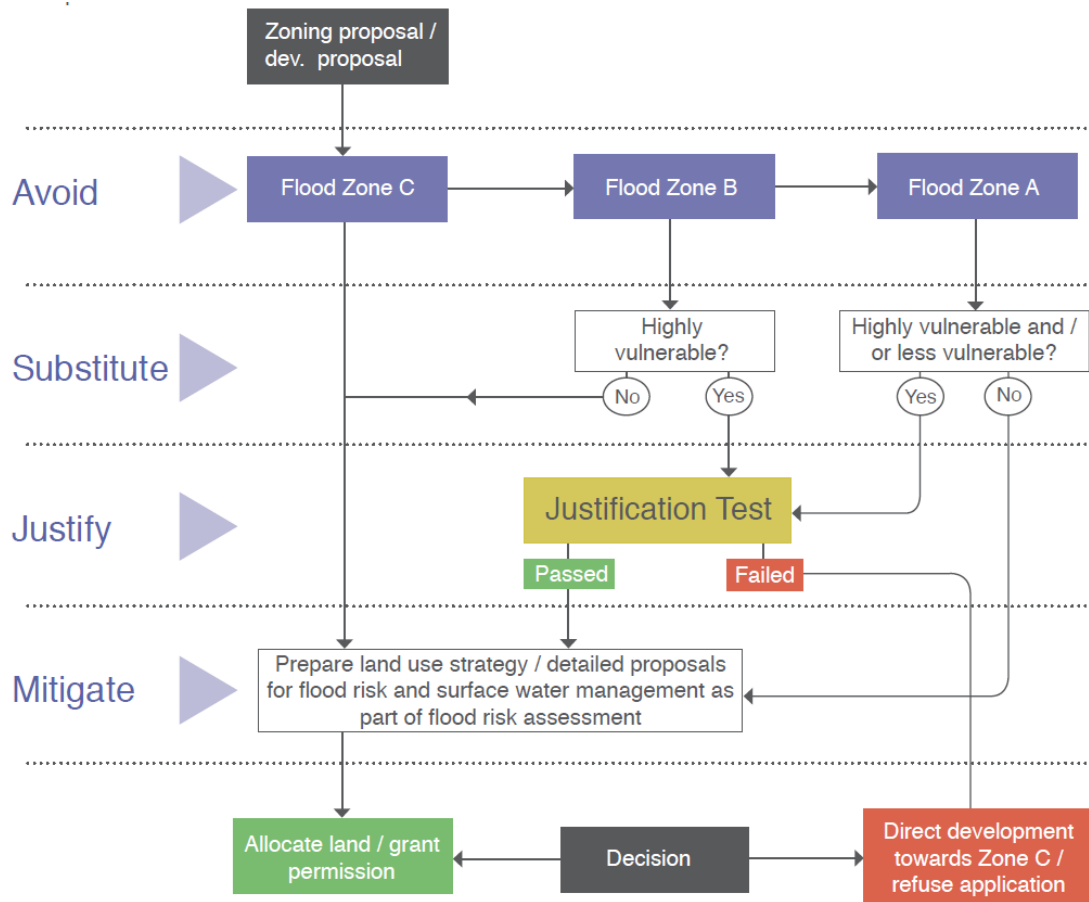 Zoning proposal /
dev. proposal
Avoid
Flood Zone C
Flood Zone B
Flood Zone A
Substitute
Highly
vulnerable?
Highly vulnerable and /
or less vulnerable?
No
Yes
Yes
No
Justify
Justification Test
Passed
Failed
Mitigate
Prepare land use strategy / detailed proposals
for flood risk and surface water management as
part of flood risk assessment
Allocate land / grant
permission
Decision
Direct development
towards Zone C /
refuse application